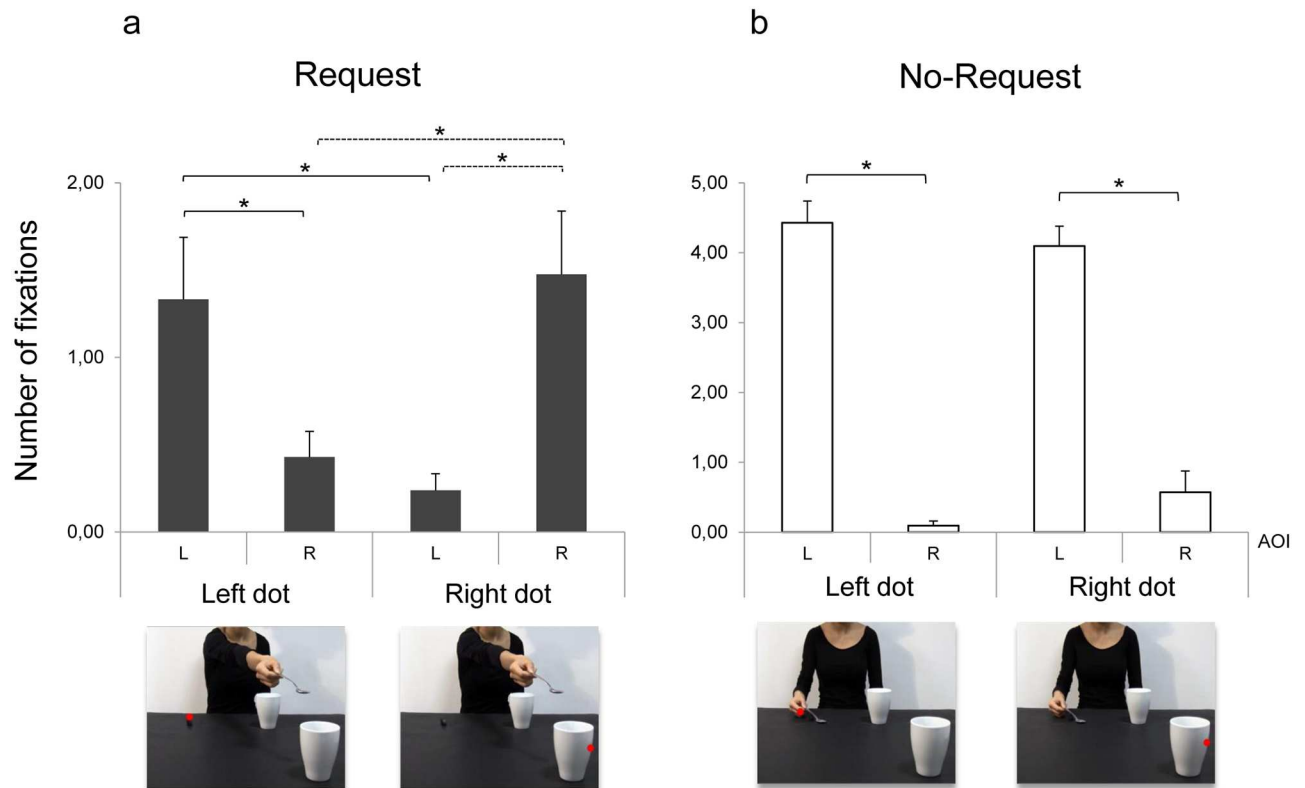 a
b
Request
No-Request
Number of fixations
2,00
1,00
0,00
*
*
*
*
L
R
L
R
Left dot
Right dot
5,00
4,00
3,00
2,00
1,00
0,00
*
*
L
R
L
R
AOI
Left dot
Right dot